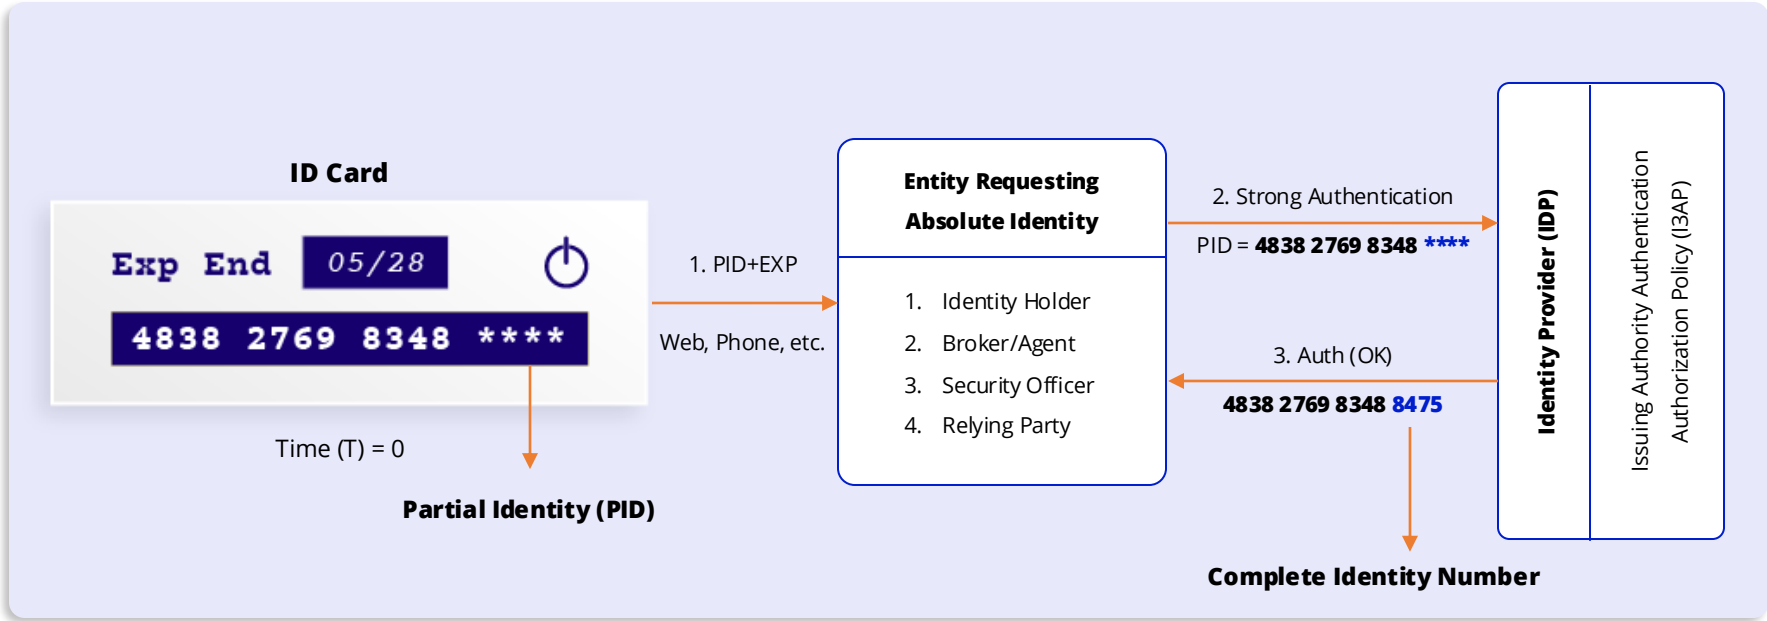 ID Card
Exp End 05/28
4838 2769 8348 ****
Time (T) = 0
Partial Identity (PID)
1. PID+EXP
Web, Phone, etc.
Entity Requesting
Absolute Identity
1. Identity Holder
2. Broker/Agent
3. Security Officer
4. Relying Party
2. Strong Authentication
PID = 4838 2769 8348 ****
3. Auth (OK)
4838 2769 8348 8475
Complete Identity Number
Identity Provider (IDP)
Issuing Authority Authentication
Authorization Policy (I3AP)